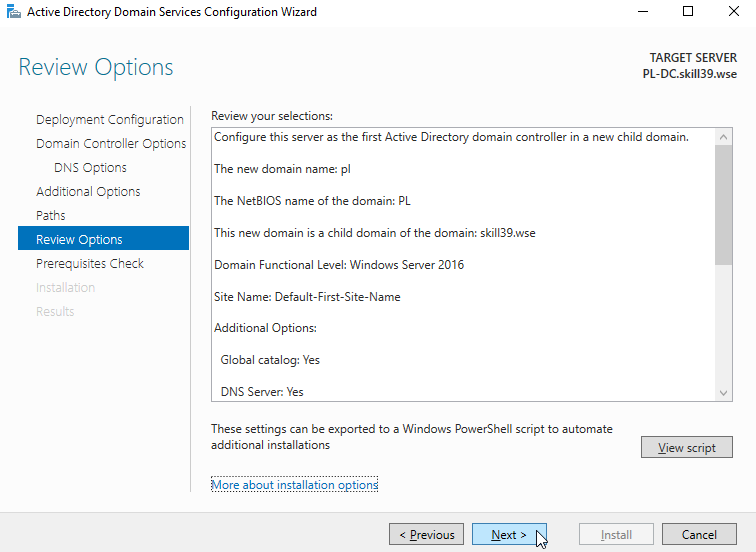 Active Directory Domain Services Configuration Wizard
Review Options
TARGET SERVER
PL-DC.skill39.wse
Deployment Configuration
Domain Controller Options
DNS Options
Additional Options
Paths
Review Options
Prerequisites Check
Installation
Results
Review your selections:
Configure this server as the first Active Directory domain controller in a new child domain.
The new domain name: pl
The NetBIOS name of the domain: PL
This new domain is a child domain of the domain: skill39.wse
Domain Functional Level: Windows Server 2016
Site Name: Default-First-Site-Name
Additional Options:
Global catalog: Yes
DNS Server: Yes
These settings can be exported to a Windows PowerShell script to automate
additional installations
View script
More about installation options
< Previous
Next >
Install
Cancel